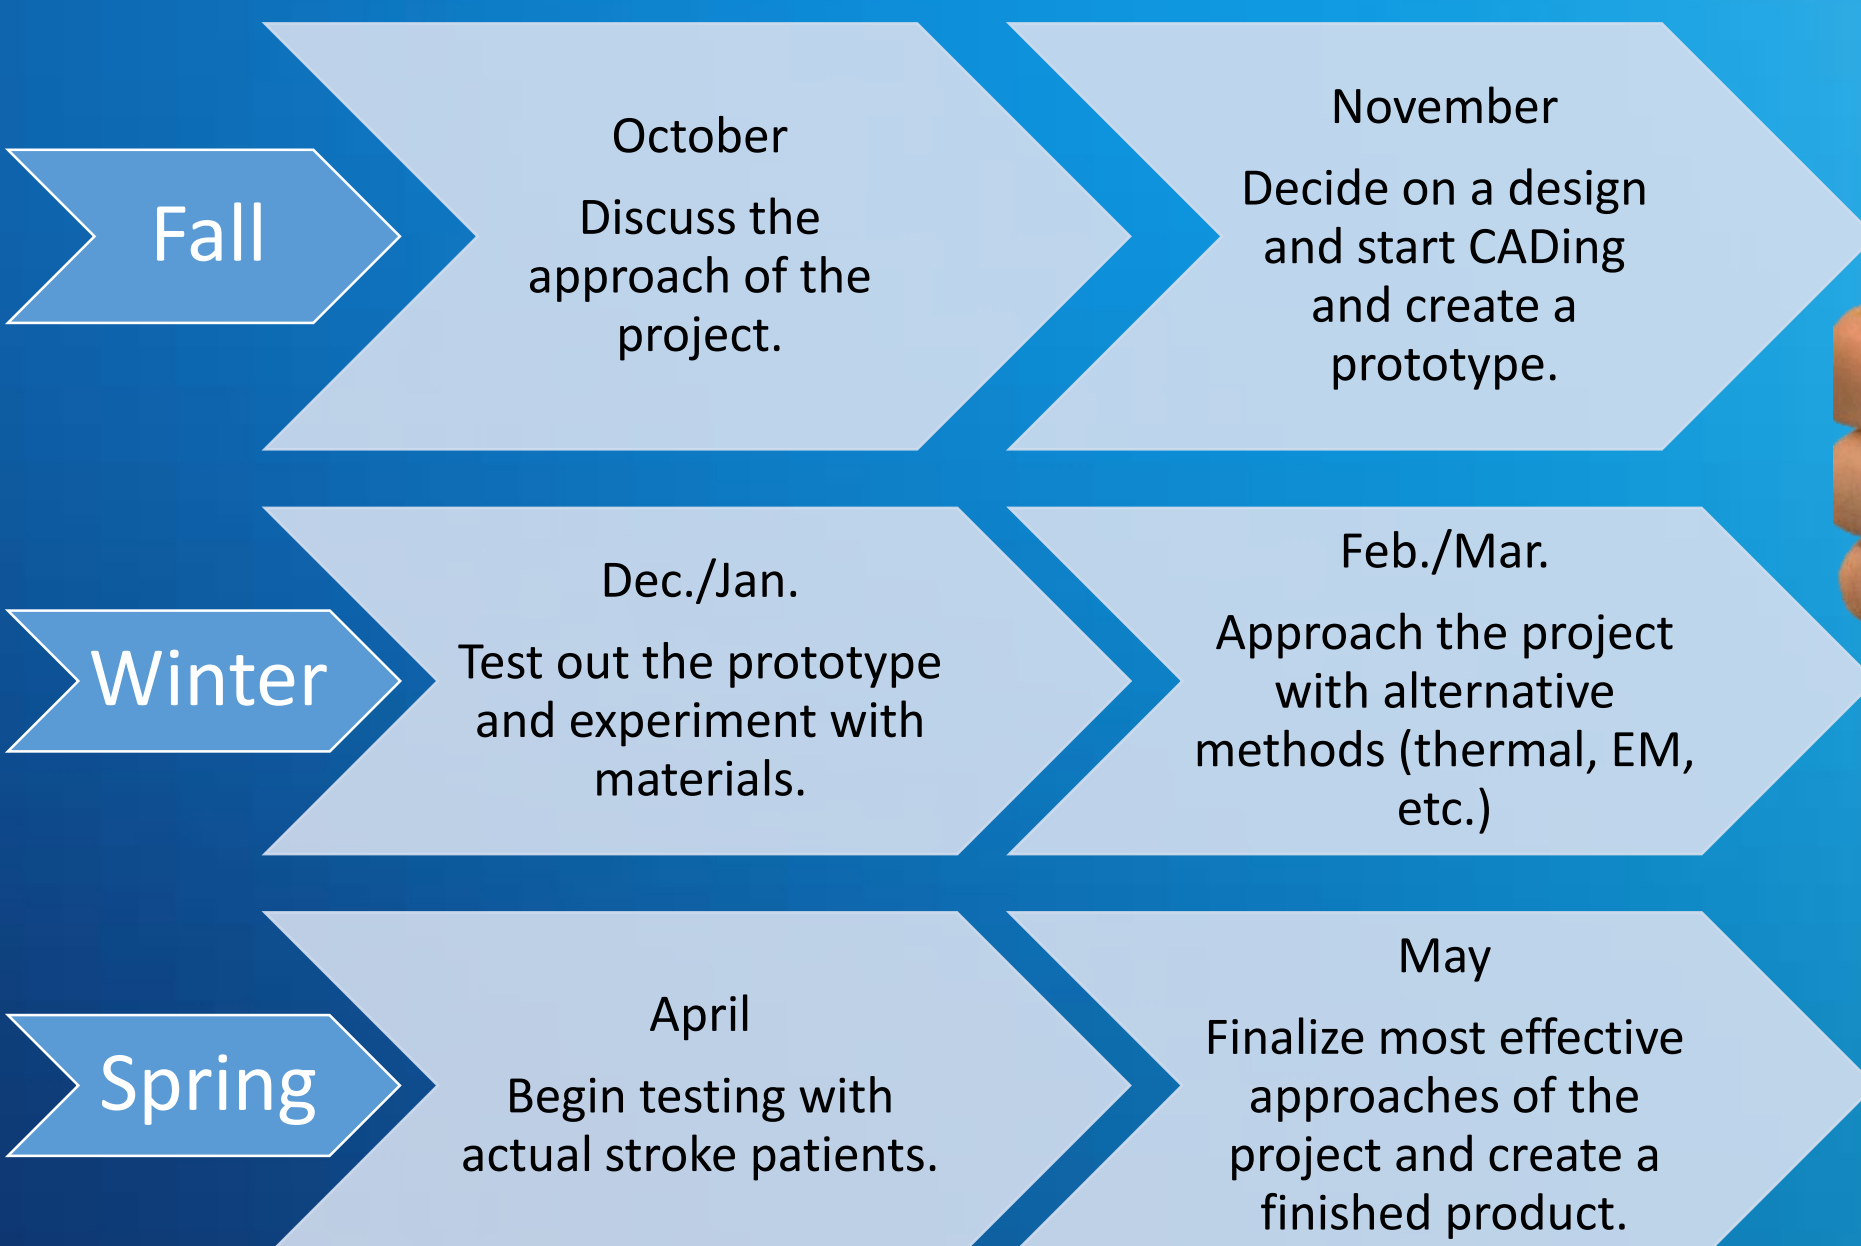 Fall
October
Discuss the
approach of the
project.
November
Decide on a design
and start CADing
and create a
prototype.
Winter
Dec./Jan.
Test out the prototype
and experiment with
materials.
Feb./Mar.
Approach the project
with alternative
methods (thermal, EM,
etc.)
Spring
April
Begin testing with
actual stroke patients.
May
Finalize most effective
approaches of the
project and create a
finished product.